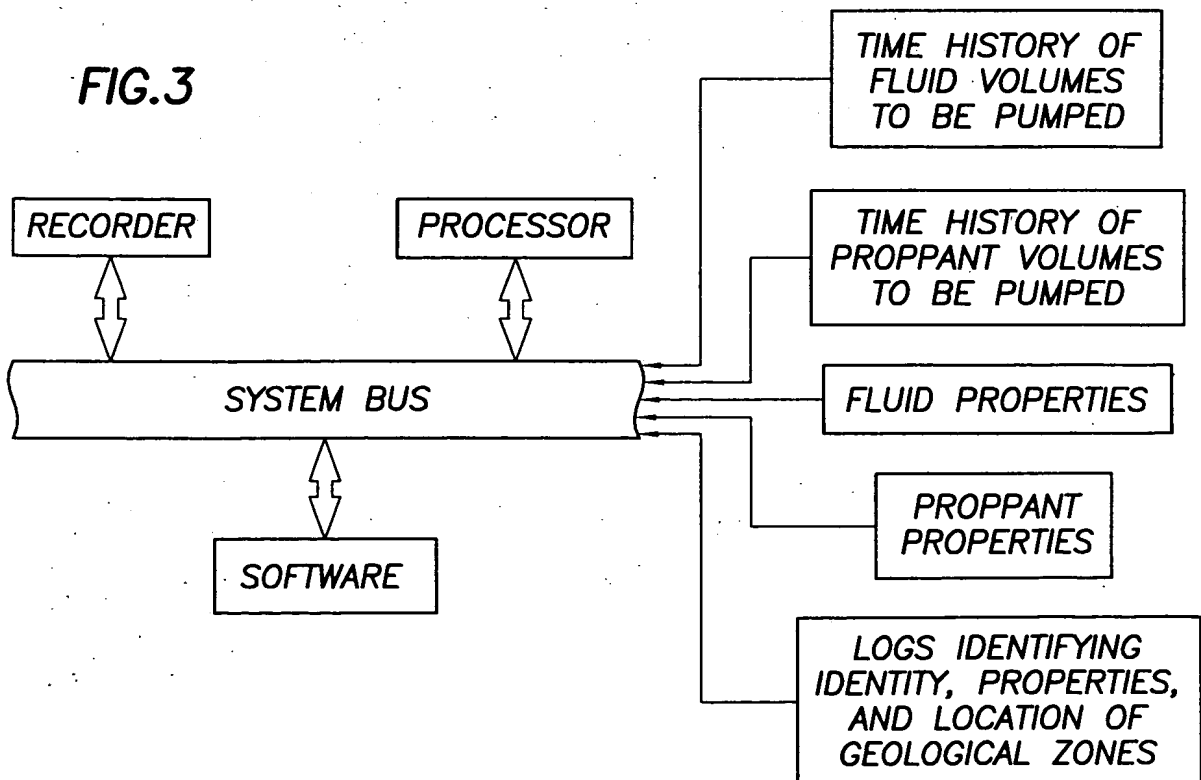 FIG.3
TIME HISTORY OF
FLUID VOLUMES
TO BE PUMPED
RECORDER
PROCESSOR
TIME HISTORY OF
PROPPANT VOLUMES
TO BE PUMPED
SYSTEM BUS
FLUID PROPERTIES
PROPPANT
PROPERTIES
SOFTWARE
LOGS IDENTIFYING
IDENTITY, PROPERTIES,
AND LOCATION OF
GEOLOGICAL ZONES